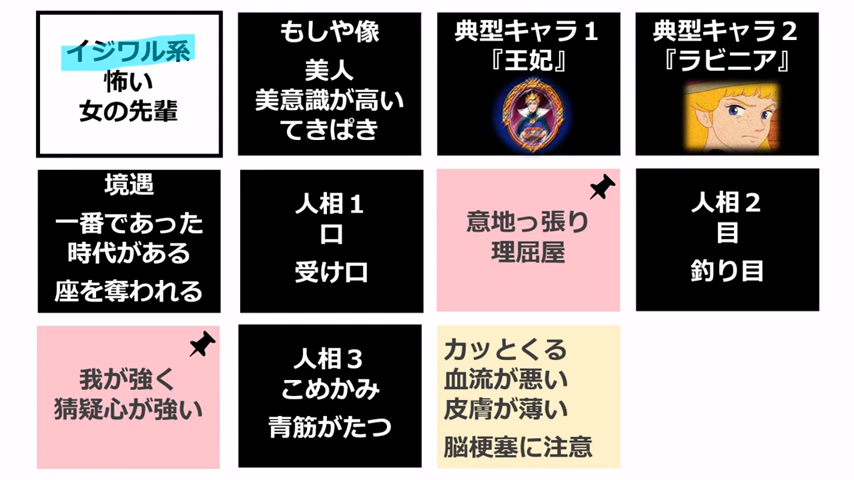 イジワル系
怖い
女の先輩
もしや像
美人
美意識が高い
てきぱき
典型キャラ１
『王妃』
典型キャラ２
『ラビニア』
境遇
一番であった
時代がある
座を奪われる
人相１
口
受け口
意地っ張り
理屈屋
人相２
目
釣り目
我が強く
猜疑心が強い
人相３
こめかみ
青筋がたつ
カッとくる
血流が悪い
皮膚が薄い
脳梗塞に注意